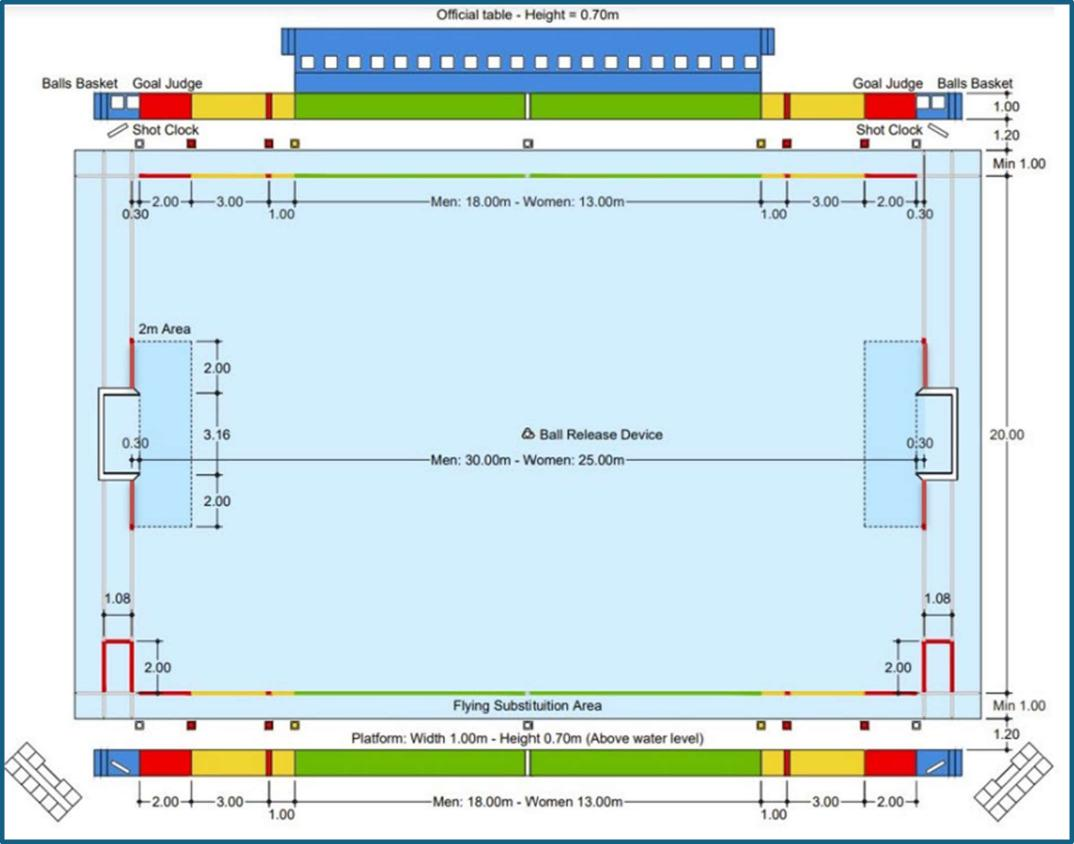 Official table - Height = 0.70m
Balls Basket Goal Judge
Goal Judge Balls Basket
1.00
Shot Clock
Shot Clock
1.20
Min 1.00
2.00 3.00 Men: 18.00m - Women: 13.00m 3.00 2.00
0.30 1.00 1.00 0.30
2m Area
2.00
3.16
Ball Release Device
20.00
0.30
0.30
Men: 30.00m - Women: 25.00m
2.00
1.08
1.08
2.00
2.00
Flying Substituition Area
Min 1.00
1.20
Platform: Width 1.00m - Height 0.70m (Above water level)
2.00 3.00 Men: 18.00m - Women 13.00m 3.00 2.00
1.00 1.00